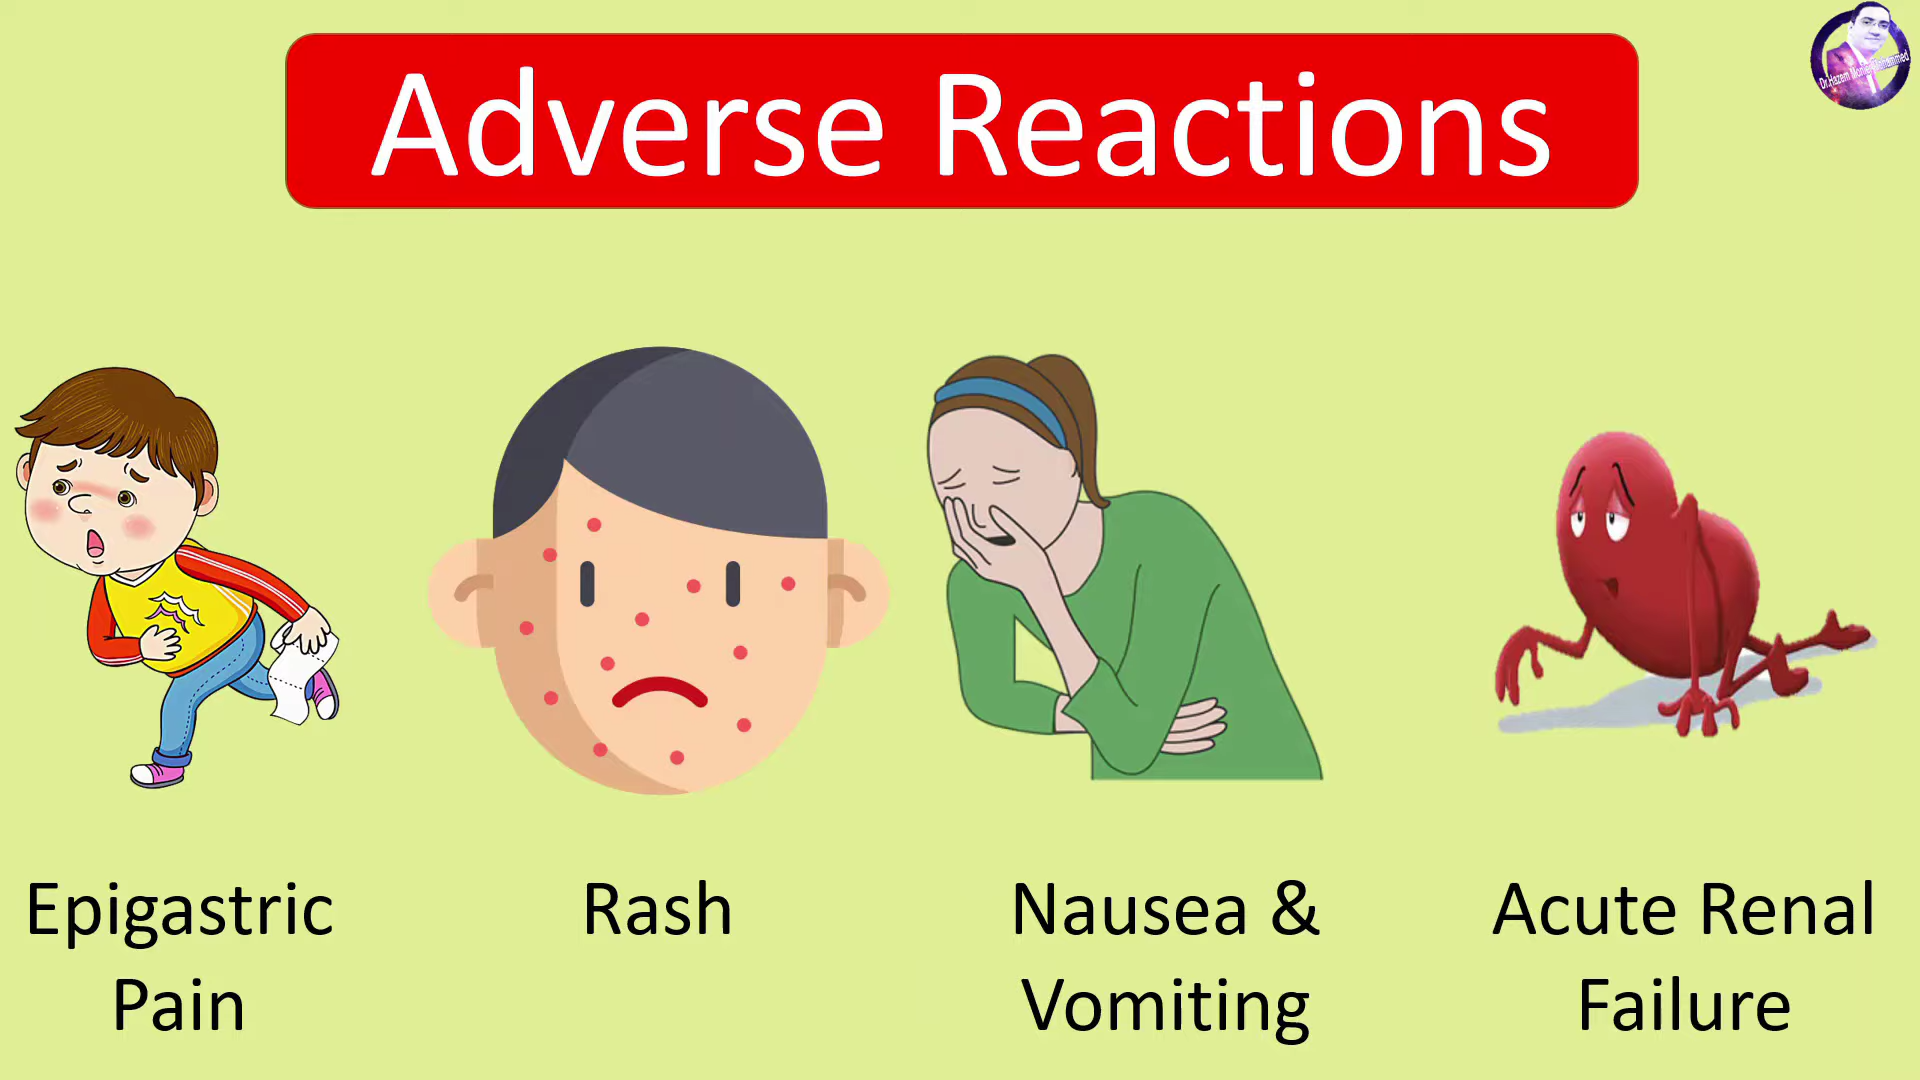 Adverse Reactions
Epigastric
Pain
Rash
Nausea &
Vomiting
Acute Renal
Failure